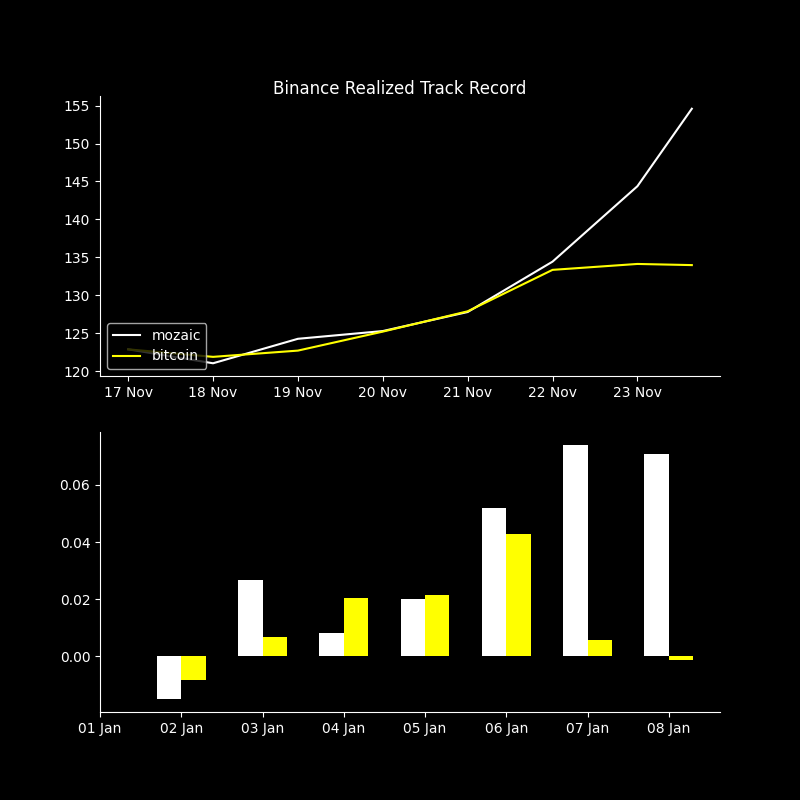 Binance Realized Track Record
155
150
145
140
135
130
125
120
mozaic
bitcoin
17 Nov 18 Nov 19 Nov 20 Nov 21 Nov 22 Nov 23 Nov
0.06
0.04
0.02
0.00
01 Jan 02 Jan 03 Jan 04 Jan 05 Jan 06 Jan 07 Jan 08 Jan